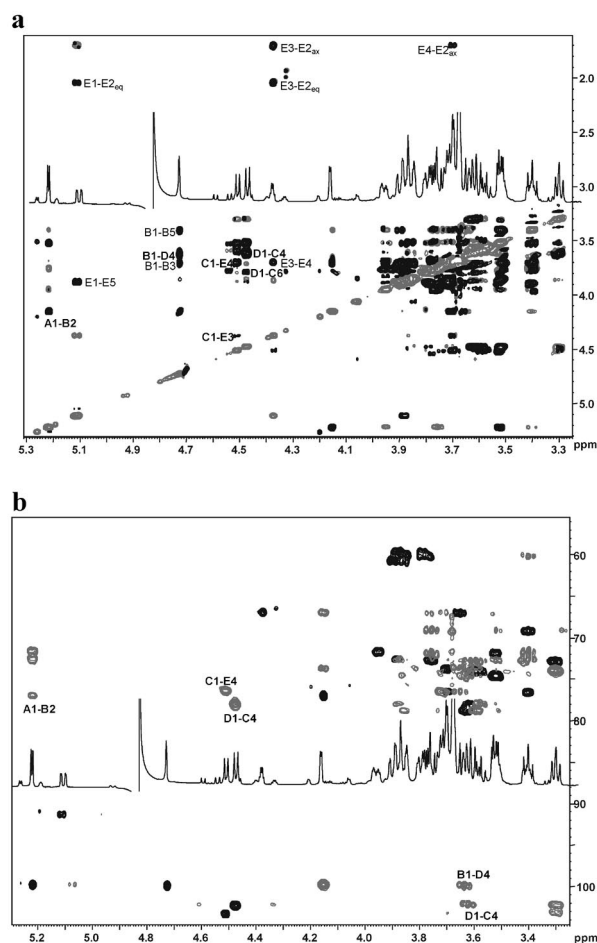 a
E1-E2eq
E3-E2ax
E3-E2eq
E4-E2ax
2.0
2.5
3.0
B1-B5
B1-D4
B1-B3
D1-C4
C1-E4
E3-E4
D1-C6
E1-E5
A1-B2
C1-E3
3.5
4.0
4.5
5.0
5.3 5.1 4.9 4.7 4.5 4.3 4.1 3.9 3.7 3.5 3.3 ppm
ppm
b
60
70
80
90
100
A1-B2
C1-E4
D1-C4
B1-D4
D1-C4
5.2 5.0 4.8 4.6 4.4 4.2 4.0 3.8 3.6 3.4 ppm
ppm